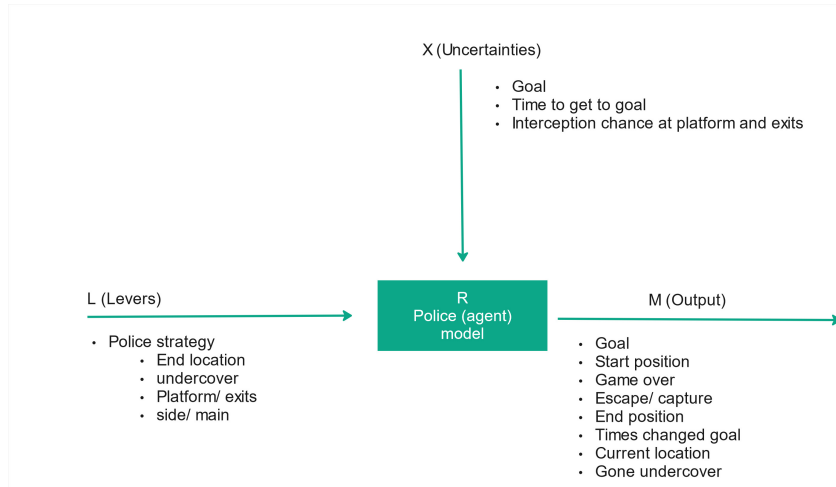 X (Uncertainties)
• Goal
• Time to get to goal
• Interception chance at platform and exits
L (Levers)
• Police strategy
• End location
• undercover
• Platform/ exits
• side/ main
R
Police (agent)
model
M (Output)
• Goal
• Start position
• Game over
• Escape/ capture
• End position
• Times changed goal
• Current location
• Gone undercover